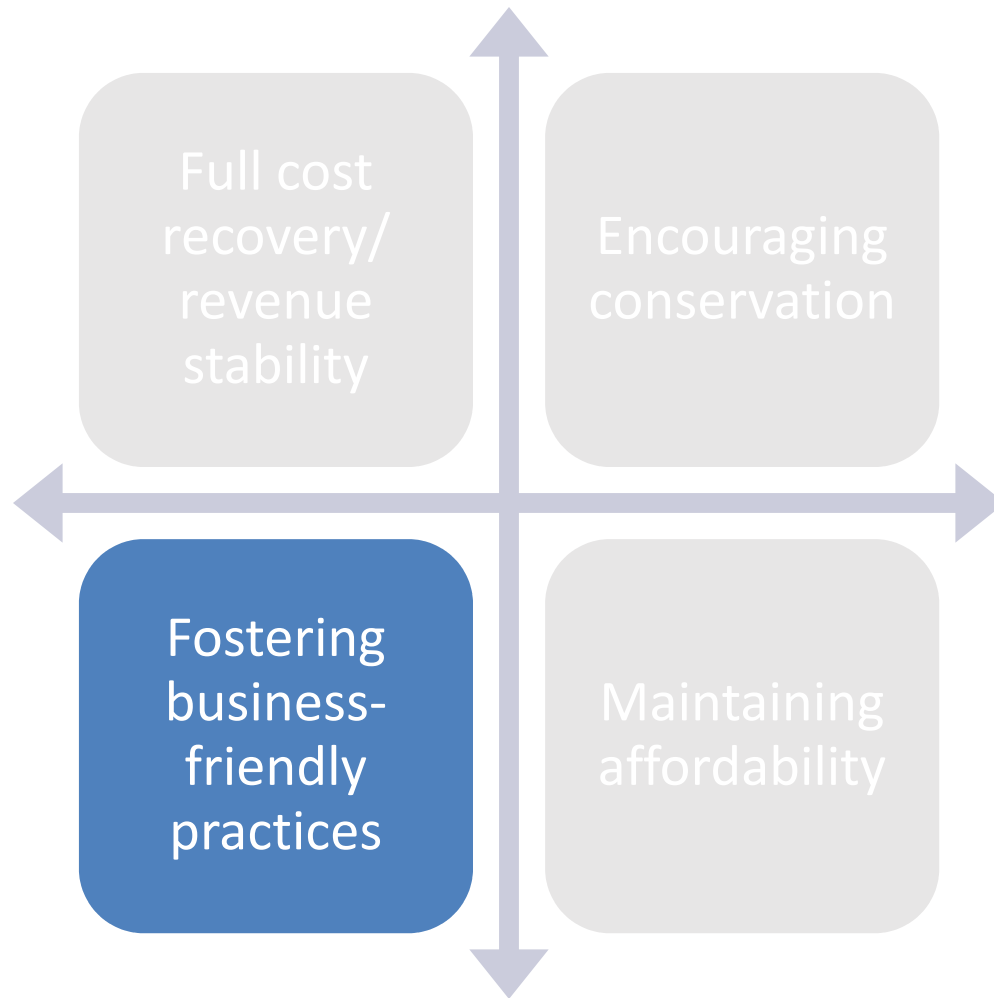 Full cost
recovery/
revenue
stability
Encouraging
conservation
Fostering
business-
friendly
practices
Maintaining
affordability